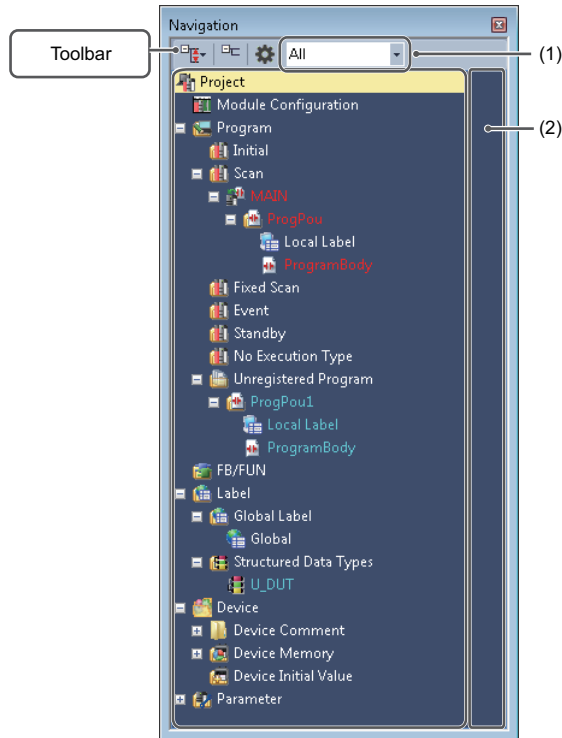 Navigation
Toolbar
All
(1)
Project
Module Configuration
(2)
Program
Initial
Scan
MAIN
ProgPou
Local Label
ProgramBody
Fixed Scan
Event
Standby
No Execution Type
Unregistered Program
ProgPou1
Local Label
ProgramBody
FB/FUN
Label
Global Label
Global
Structured Data Types
U_DUT
Device
Device Comment
Device Memory
Device Initial Value
Parameter